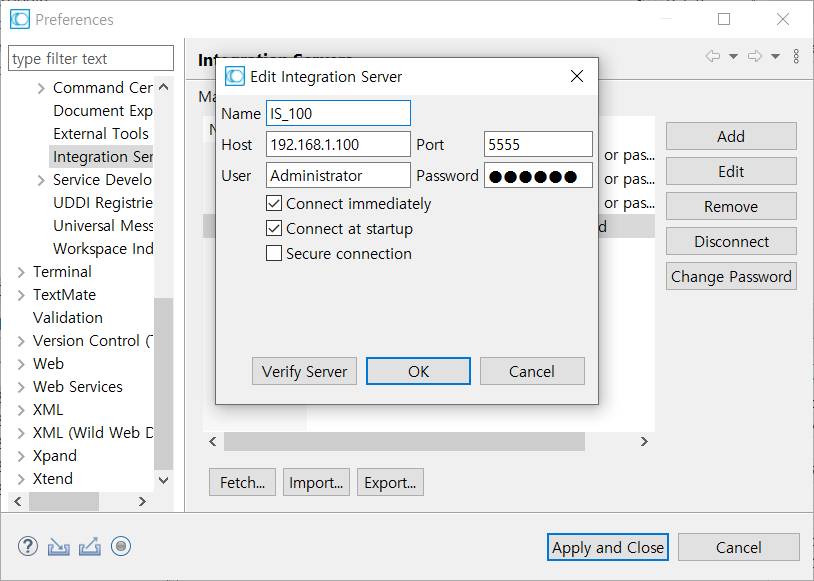 Preferences
type filter text
Command Cer
Document Exp
External Tools
Integration Ser
Service Develo
UDDI Registrie
Universal Mess
Workspace Ind
Terminal
TextMate
Validation
Version Control (T
Web
Web Services
XML
XML (Wild Web D
Xpand
Xtend
Edit Integration Server
Name IS_100
Host 192.168.1.100 Port 5555
User Administrator Password ●●●●●●
Connect immediately
Connect at startup
Secure connection
Verify Server OK Cancel
or pas...
or pas...
or pas...
Add
Edit
Remove
Disconnect
Change Password
Fetch... Import... Export...
Apply and Close Cancel